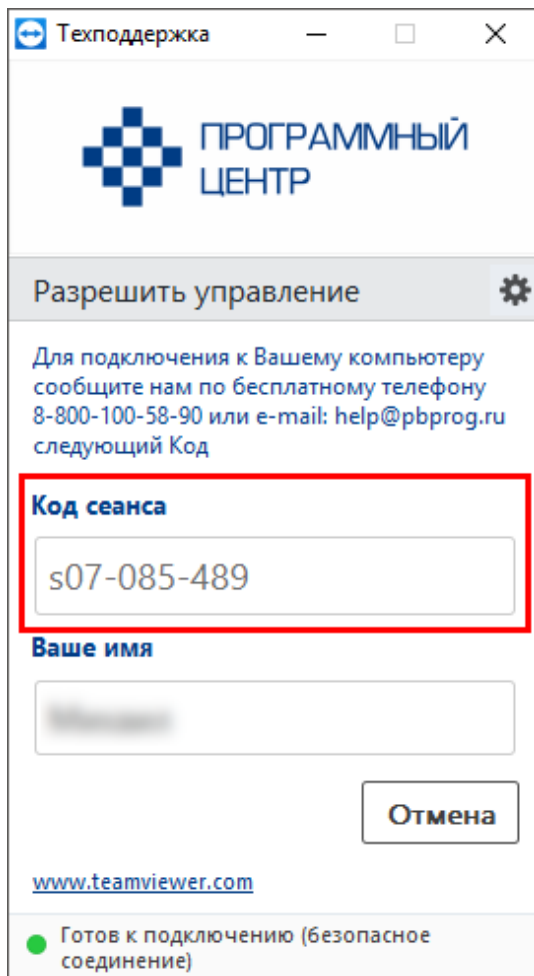 Техподдержка
ПРОГРАММНЫЙ
ЦЕНТР
Разрешить управление
Для подключения к Вашему компьютеру
сообщите нам по бесплатному телефону
8-800-100-58-90 или e-mail: help@pbprog.ru
следующий Код
Код сеанса
s07-085-489
Ваше имя
Отмена
www.teamviewer.com
Готов к подключению (безопасное
соединение)